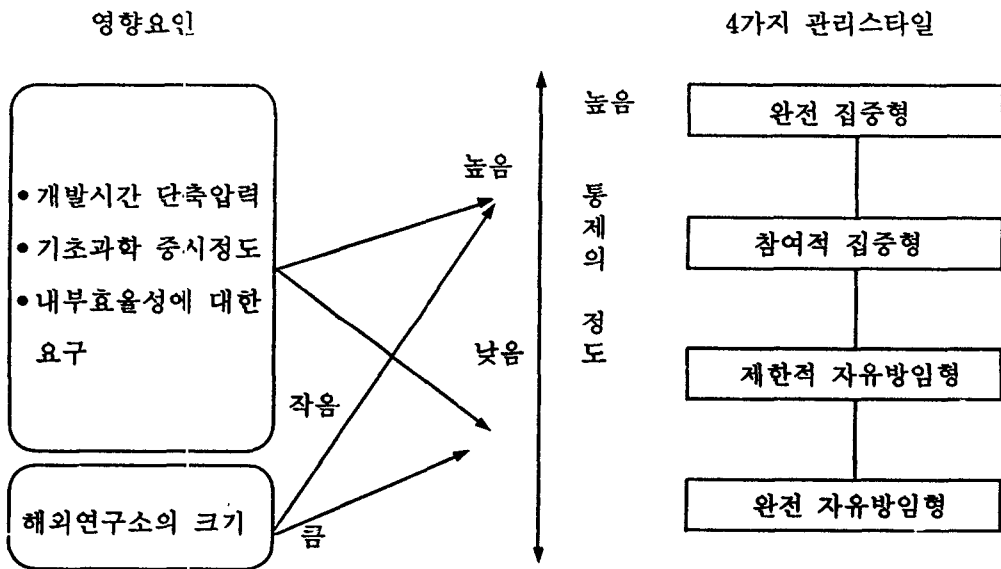 영향요인
4가지 관리스타일
• 개발시간 단축압력
• 기초과학 중시정도
• 내부효율성에 대한
요구
해외연구소의 크기
높음
낮음
작음
큼
높음
통제의 정도
완전 집중형
참여적 집중형
제한적 자유방임형
완전 자유방임형